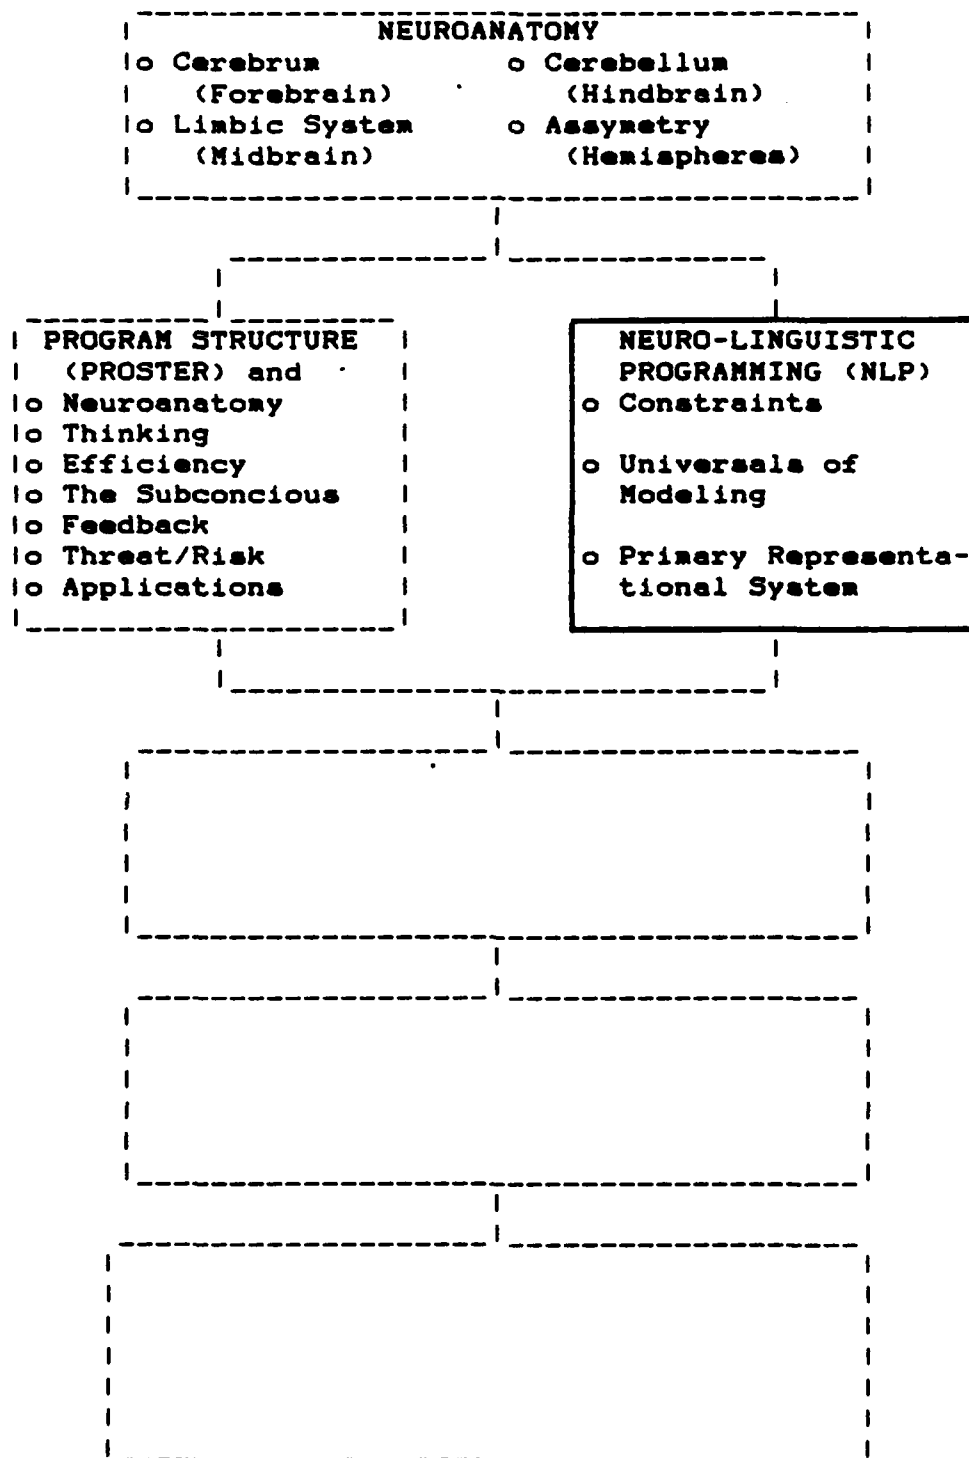 NEUROANATOMY
o Cerebrum o Cerebellum
(Forebrain) (Hindbrain)
o Limbic System o Assymetry
(Midbrain) (Hemispheres)
PROGRAM STRUCTURE
(PROSTER) and
o Neuroanatomy
o Thinking
o Efficiency
o The Subconcious
o Feedback
o Threat/Risk
o Applications
NEURO-LINGUISTIC
PROGRAMMING (NLP)
o Constraints
o Universals of
Modeling
o Primary Representa-
tional System